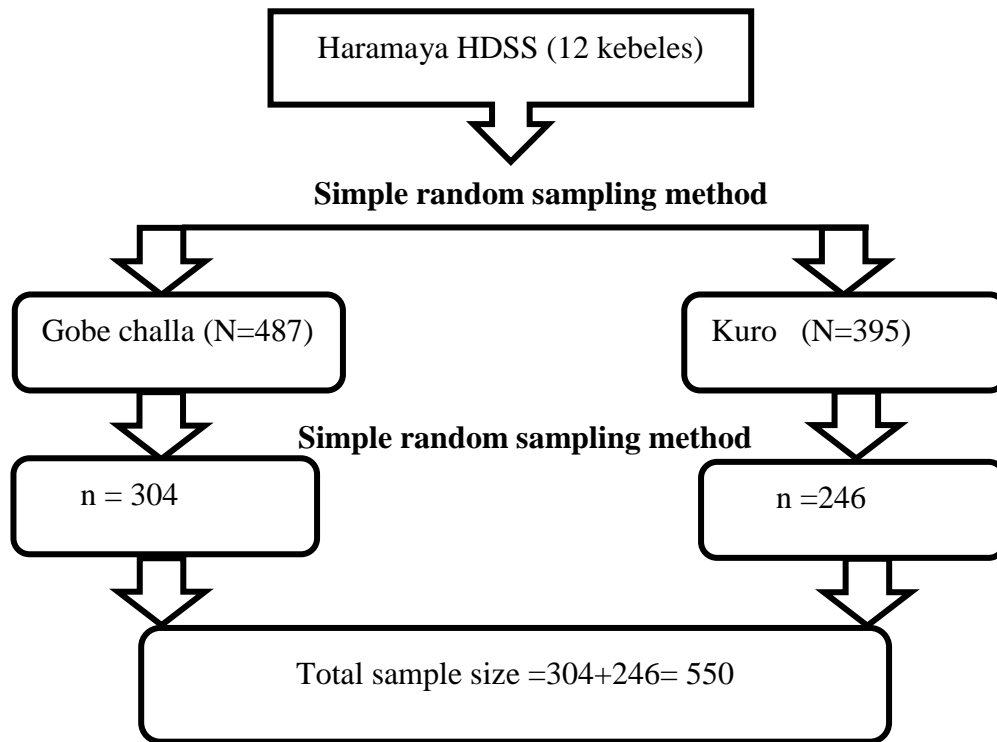 Haramaya HDSS (12 kebeles)
Simple random sampling method
Gobe challa (N=487)
Kuro (N=395)
Simple random sampling method
n = 304
n =246
Total sample size =304+246= 550